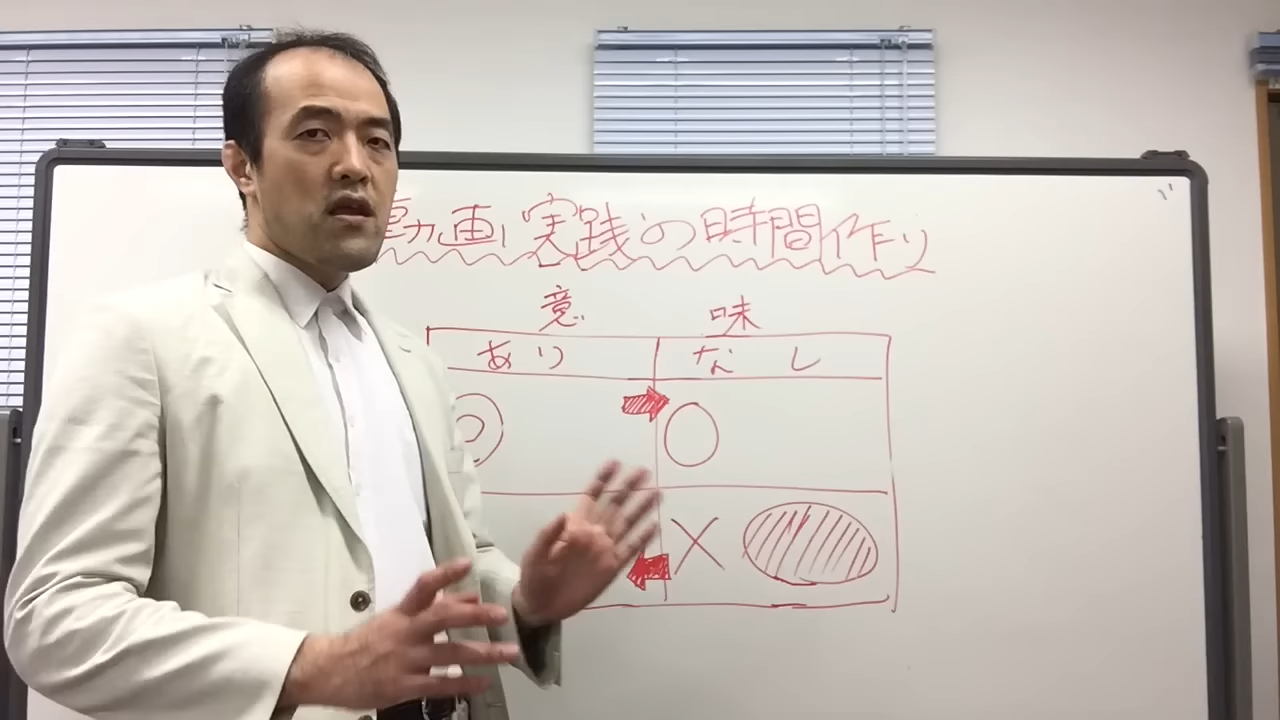 動画実践の時間作り
意味
あり なし
◎ ○
×